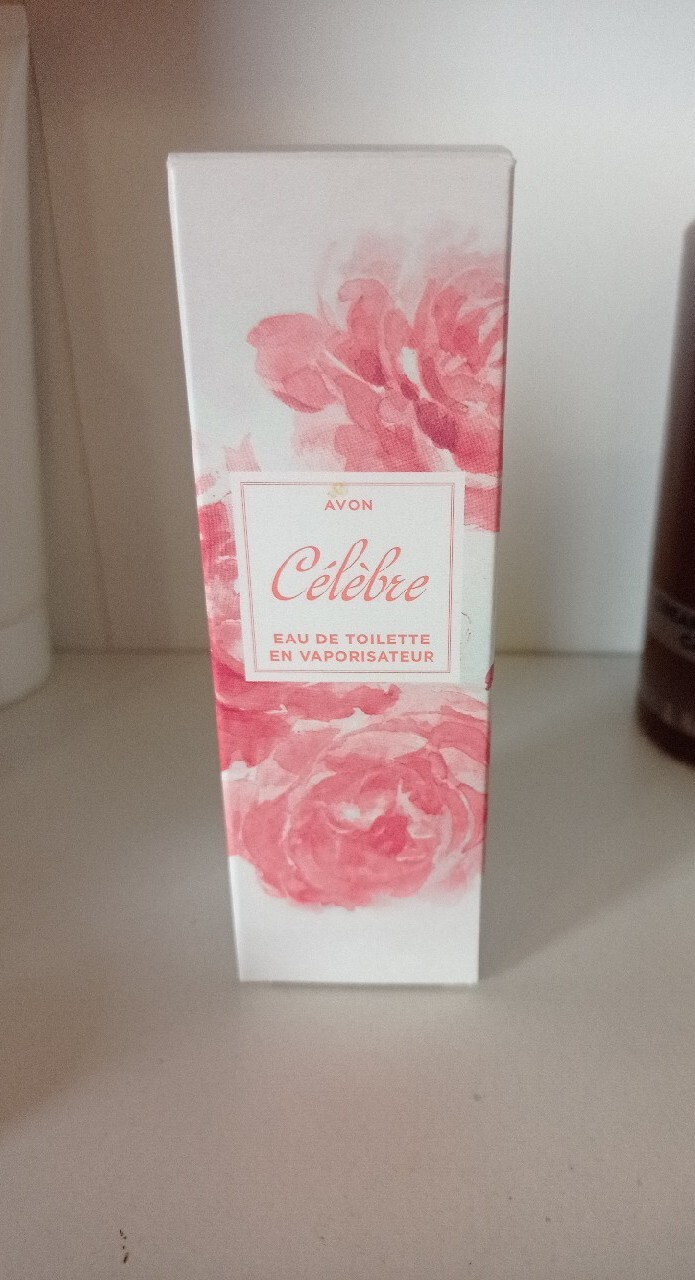 AVON
Célèbre
EAU DE TOILETTE
EN VAPORISATEUR